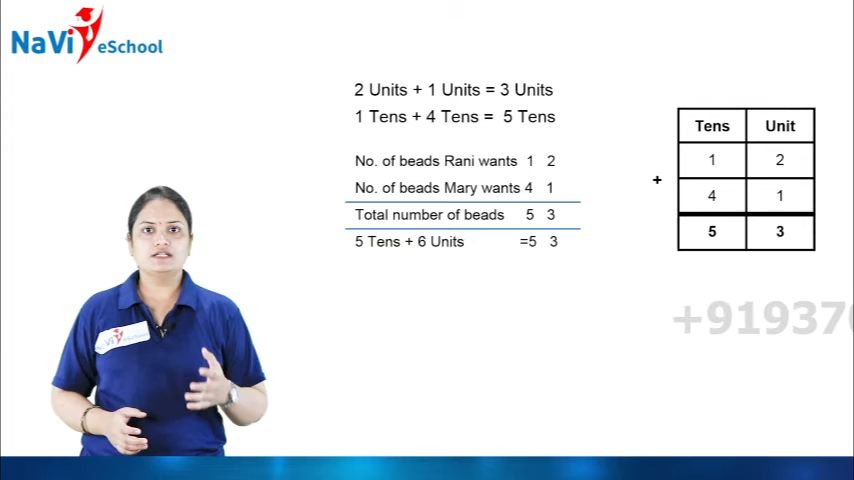 NaVi eSchool
2 Units + 1 Units = 3 Units
1 Tens + 4 Tens = 5 Tens
No. of beads Rani wants 1 2
No. of beads Mary wants 4 1
Total number of beads 5 3
5 Tens + 6 Units =5 3
Tens Unit
1 2
+
4 1
5 3
+91937